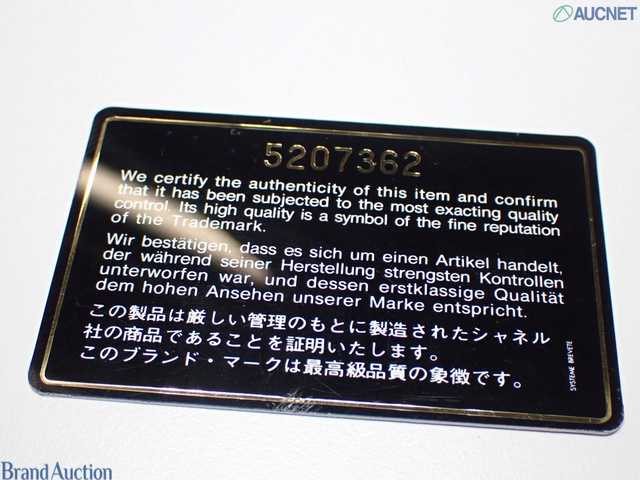 AUCNET
5207362
We certify the authenticity of this item and confirm
that it has been subjected to the most exacting quality
control. Its high quality is a symbol of the fine reputation
of the Trademark.
Wir bestätigen, dass es sich um einen Artikel handelt,
der während seiner Herstellung strengsten Kontrollen
unterworfen war, und dessen erstklassige Qualität
dem hohen Ansehen unserer Marke entspricht.
この製品は厳しい管理のもとに製造されたシャネル
社の商品であることを証明いたします。
このブランド・マークは最高級品質の象徴です。
SYSTEME BREVETE
Brand Auction